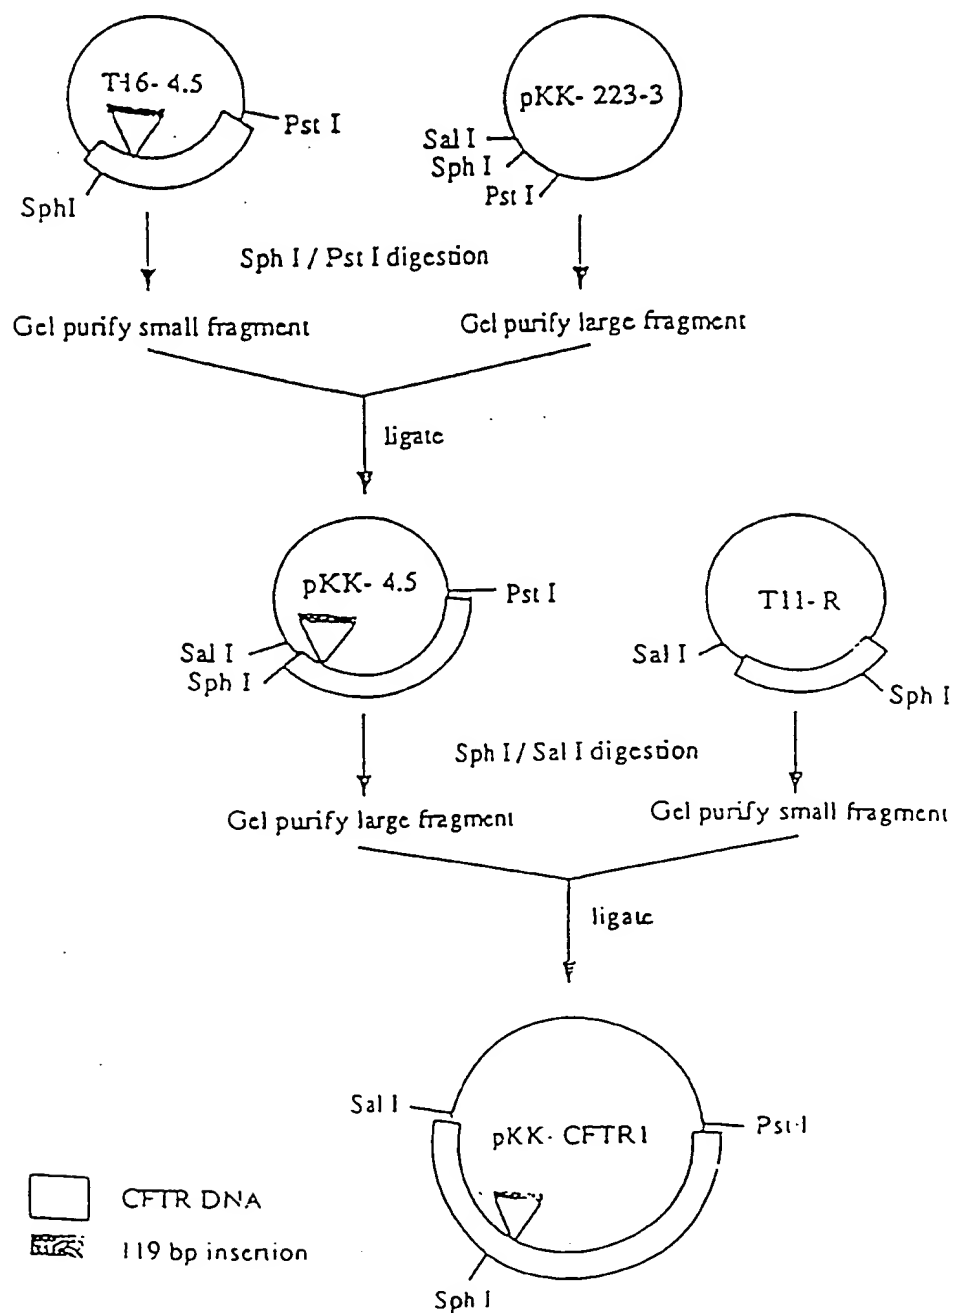 T16-4.5
Pst I
SphI
pKK-223-3
Sal I
Sph I
Pst I
Sph I / Pst I digestion
Gel purify small fragment
Gel purify large fragment
ligate
pKK-4.5
Pst I
Sal I
Sph I
T11-R
Sal I
Sph I
Sph I / Sal I digestion
Gel purify large fragment
Gel purify small fragment
ligate
Sal I
pKK-CFTR1
Pst I
Sph I
CFTR DNA
119 bp insertion